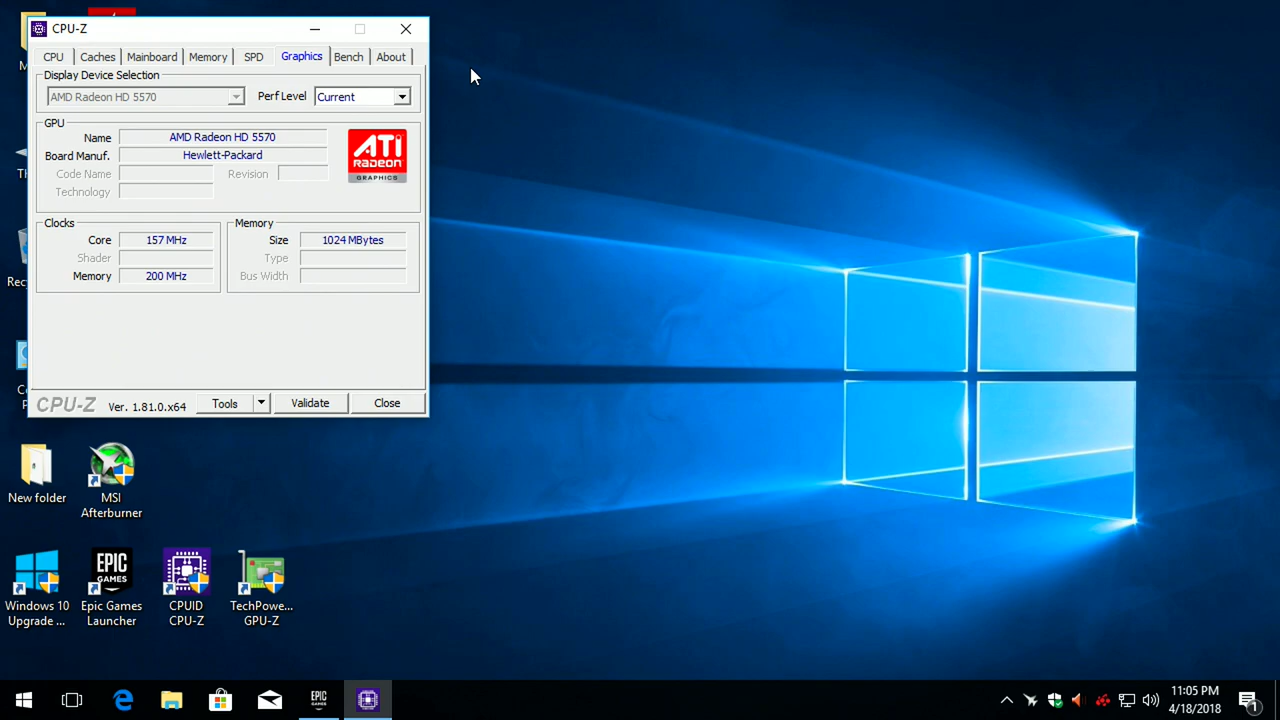 CPU-Z
CPU Caches Mainboard Memory SPD Graphics Bench About
Display Device Selection
AMD Radeon HD 5570 Perf Level Current
GPU
Name AMD Radeon HD 5570
Board Manuf. Hewlett-Packard
Code Name Revision
Technology
ATI
RADEON
GRAPHICS
Clocks
Core 157 MHz
Shader
Memory 200 MHz
Memory
Size 1024 MBytes
Type
Bus Width
CPU-Z Ver. 1.81.0.x64 Tools Validate Close
New folder
MSI
Afterburner
EPIC
GAMES
Windows 10
Upgrade ...
Epic Games
Launcher
CPUID
CPU-Z
TechPowe...
GPU-Z
EPIC
GAMES
11:05 PM
4/18/2018
1